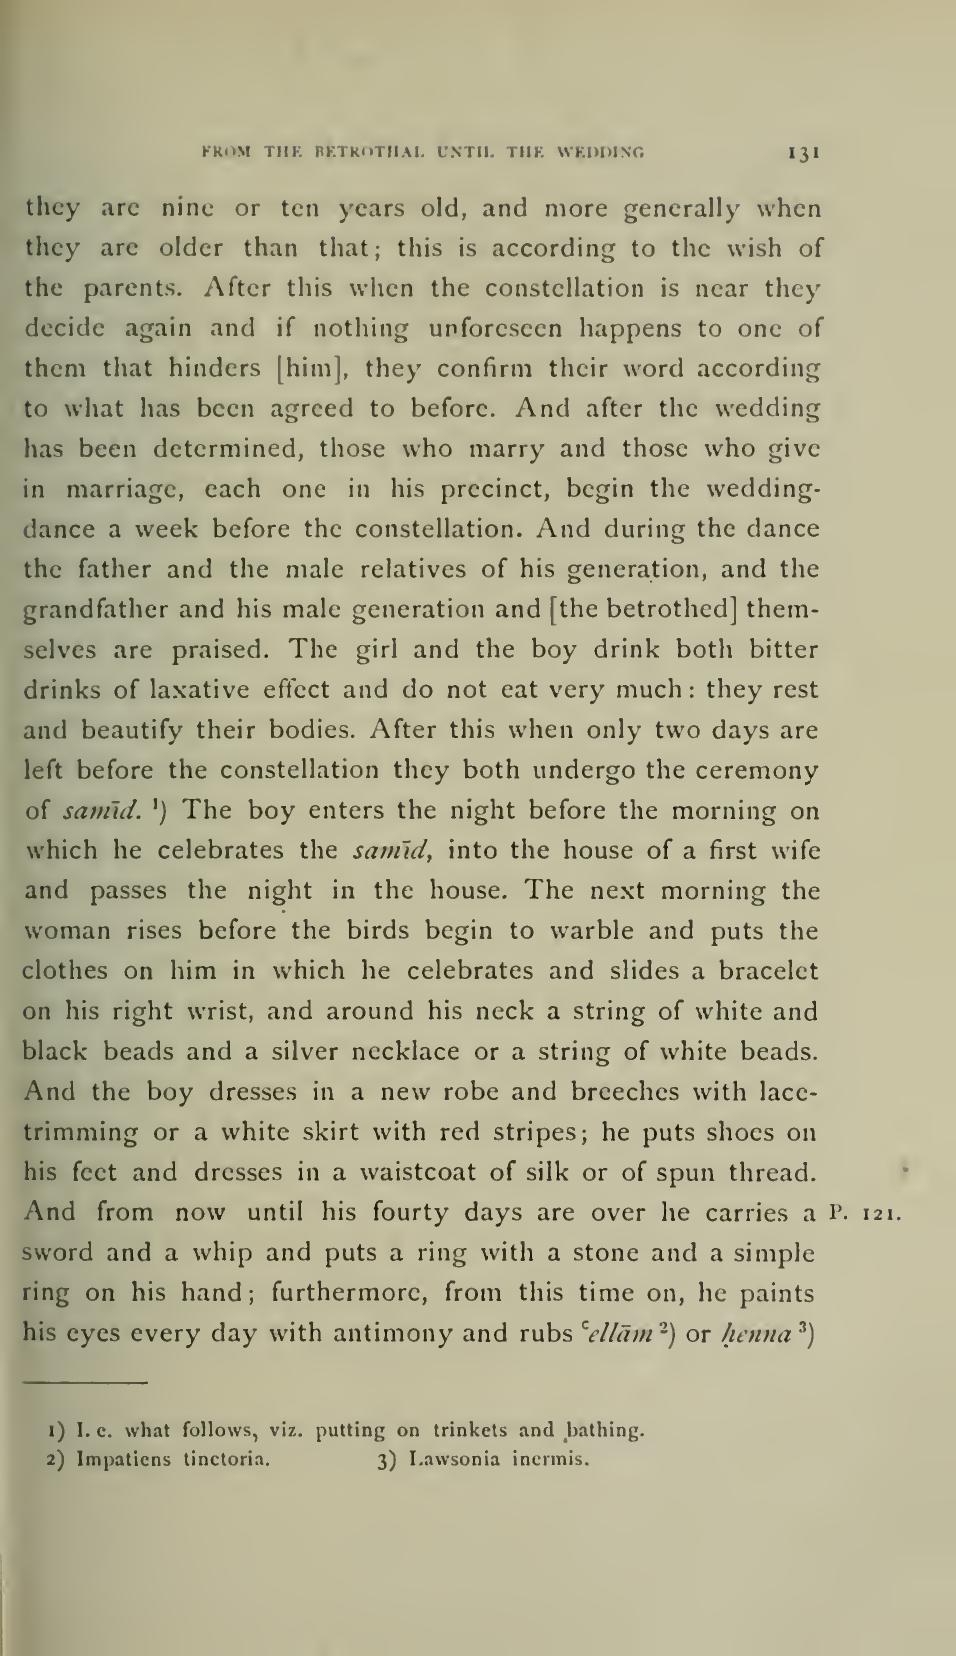 FROM THE BETROTHAL UNTIL THE WEDDING 131
they are nine or ten years old, and more generally when
they are older than that; this is according to the wish of
the parents. After this when the constellation is near they
decide again and if nothing unforeseen happens to one of
them that hinders [him], they confirm their word according
to what has been agreed to before. And after the wedding
has been determined, those who marry and those who give
in marriage, each one in his precinct, begin the wedding-
dance a week before the constellation. And during the dance
the father and the male relatives of his generation, and the
grandfather and his male generation and [the betrothed] them-
selves are praised. The girl and the boy drink both bitter
drinks of laxative effect and do not eat very much: they rest
and beautify their bodies. After this when only two days are
left before the constellation they both undergo the ceremony
of samīd. 1) The boy enters the night before the morning on
which he celebrates the samīd, into the house of a first wife
and passes the night in the house. The next morning the
woman rises before the birds begin to warble and puts the
clothes on him in which he celebrates and slides a bracelet
on his right wrist, and around his neck a string of white and
black beads and a silver necklace or a string of white beads.
And the boy dresses in a new robe and breeches with lace-
trimming or a white skirt with red stripes; he puts shoes on
his feet and dresses in a waistcoat of silk or of spun thread.
And from now until his fourty days are over he carries a P. 121.
sword and a whip and puts a ring with a stone and a simple
ring on his hand; furthermore, from this time on, he paints
his eyes every day with antimony and rubs ʿellām 2) or ḥenna 3)
1) I. e. what follows, viz. putting on trinkets and bathing.
2) Impatiens tinctoria. 3) Lawsonia inermis.